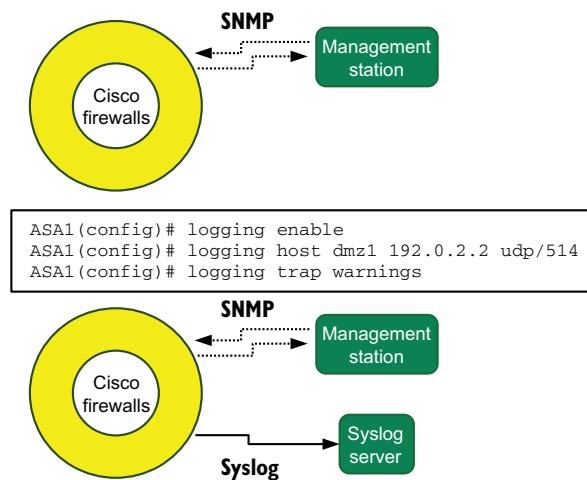 SNMP
Management
station
Cisco
firewalls
ASA1(config)# logging enable
ASA1(config)# logging host dmz1 192.0.2.2 udp/514
ASA1(config)# logging trap warnings
SNMP
Management
station
Cisco
firewalls
Syslog
server
Syslog